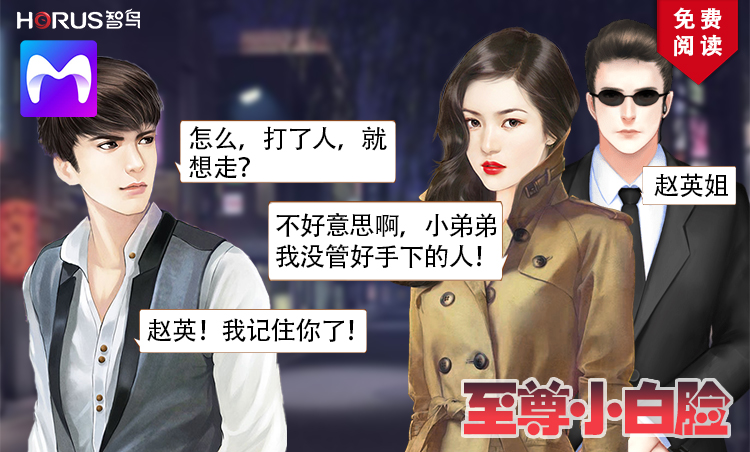 HORUS智鸟
免费
阅读
怎么，打了人，就
想走？
赵英姐
不好意思啊，小弟弟
我没管好手下的人！
赵英！我记住你了！
至尊·小白脸